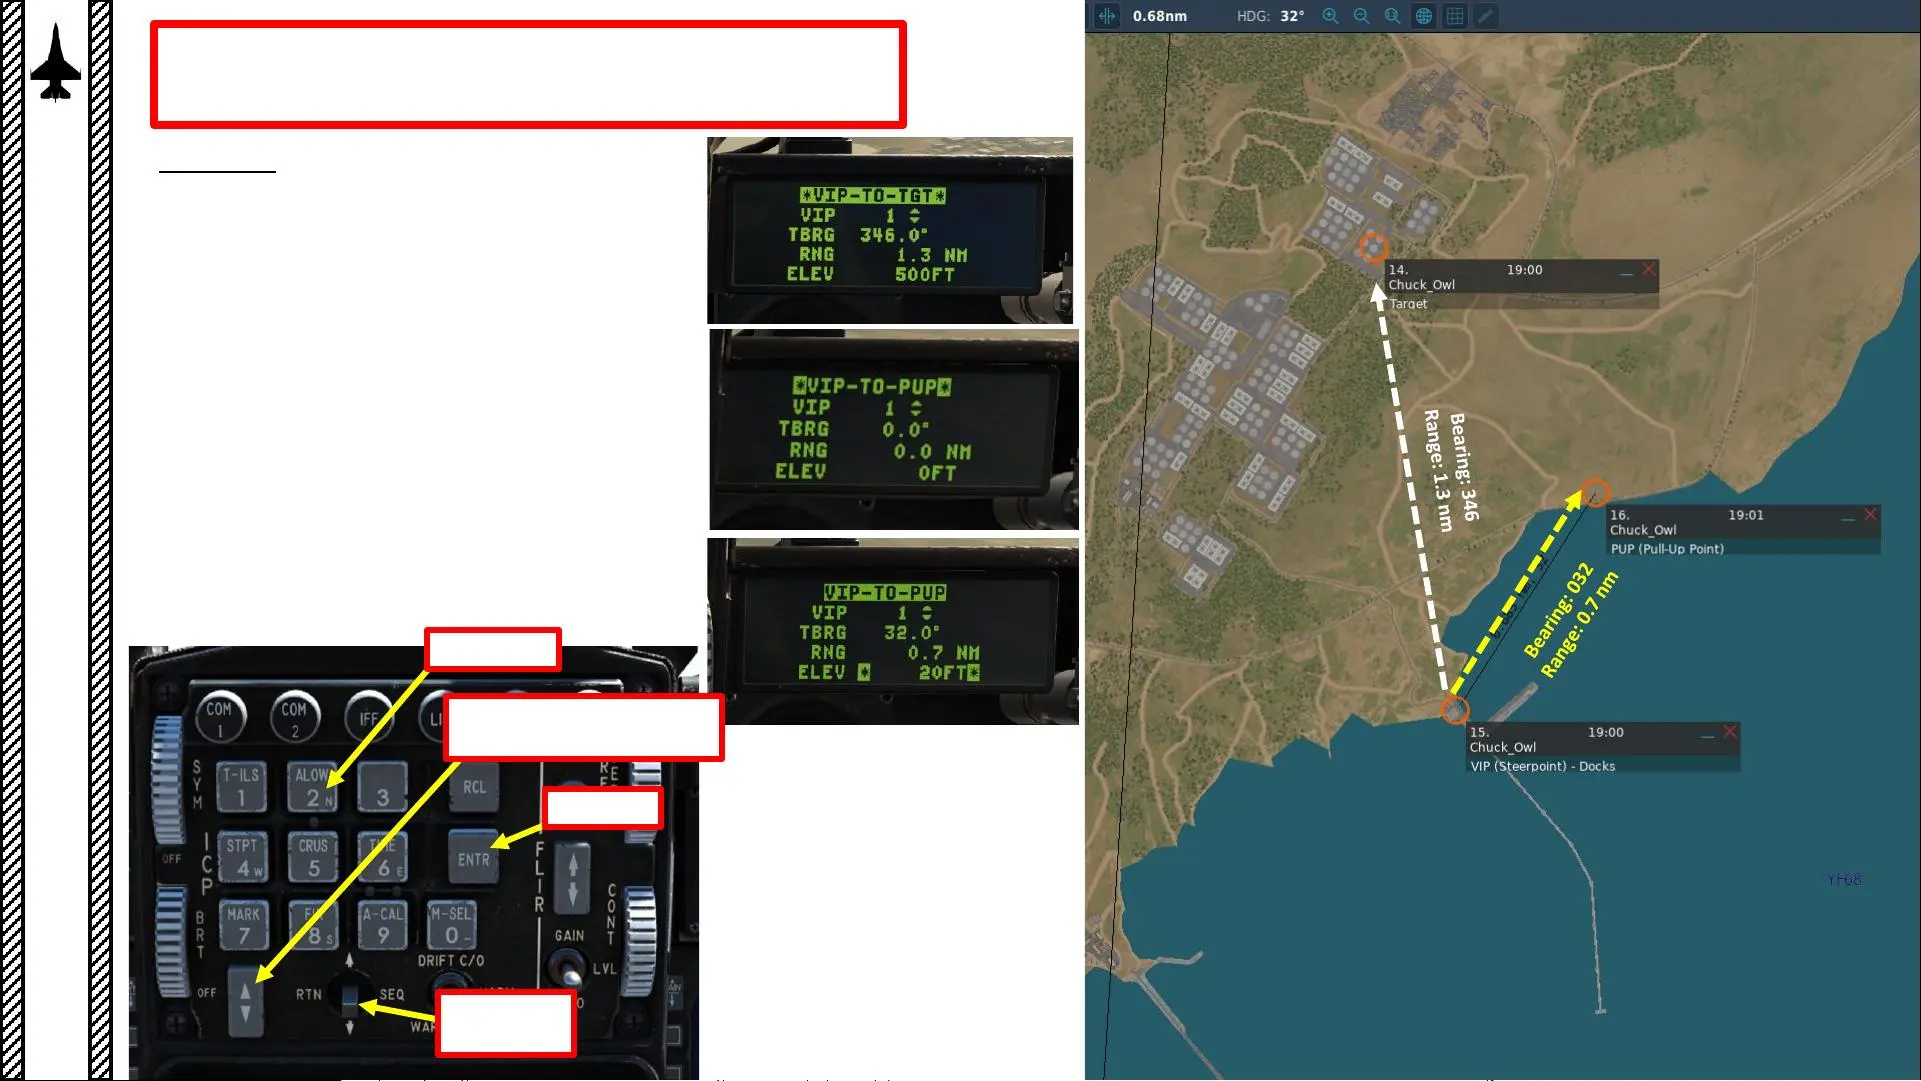 0.68nm HDG: 32°
*VIP-TO-TGT*
VIP 1
TBRG 346.0°
RNG 1.3 NM
ELEV 500FT
*VIP-TO-PUP*
VIP 1
TBRG 0.0°
RNG 0.0 NM
ELEV 0FT
VIP-TO-PUP
VIP 1
TBRG 32.0°
RNG 0.7 NM
ELEV * 20FT*
COM 1
COM 2
IFF
SYM
T-ILS 1
ALOW 2 N
3
RCL
OFF
ICP
STPT 4 W
CRUS 5
TIME 6 E
ENTR
FLIR
CONT
BRT
MARK 7
8 S
A-CAL 9
M-SEL 0 -
GAIN
LVL
DRIFT C/O
OFF
RTN
SEQ
14. 19:00
Chuck_Owl
Target
Bearing: 346
Range: 1.3 nm
16. 19:01
Chuck_Owl
PUP (Pull-Up Point)
Bearing: 032
Range: 0.7 nm
15. 19:00
Chuck_Owl
VIP (Steerpoint) - Docks
YF68